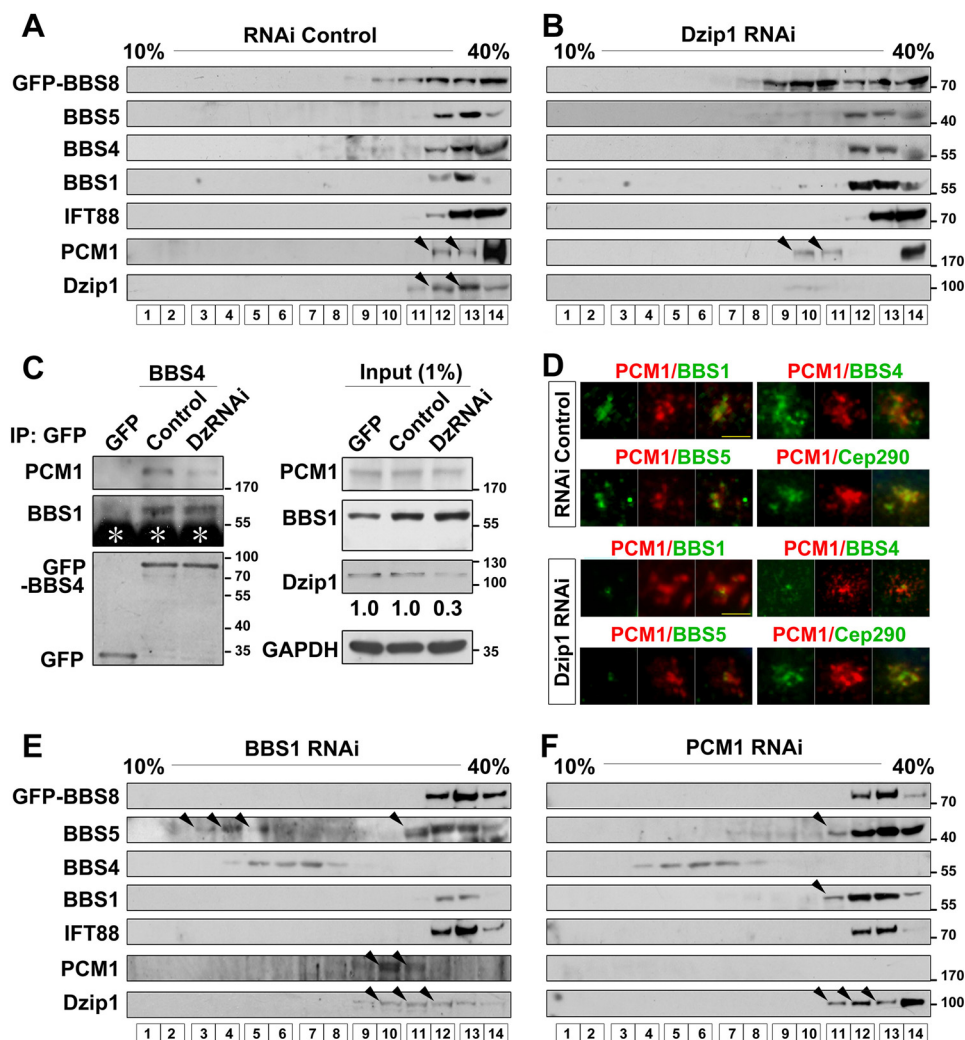 A
RNAi Control
10%
40%
GFP-BBS8
BBS5
BBS4
BBS1
IFT88
PCM1
Dzip1
1 2 3 4 5 6 7 8 9 10 11 12 13 14
B
Dzip1 RNAi
10%
40%
70
40
55
55
70
170
100
1 2 3 4 5 6 7 8 9 10 11 12 13 14
C
BBS4
IP: GFP
GFP
Control
DzRNAi
PCM1
170
BBS1
55
* * *
GFP
-BBS4
100
70
55
40
35
GFP
Input (1%)
GFP
Control
DzRNAi
PCM1
170
BBS1
55
Dzip1
130
100
1.0 1.0 0.3
GAPDH
35
D
RNAi Control
PCM1/BBS1
PCM1/BBS4
PCM1/BBS5
PCM1/Cep290
Dzip1 RNAi
PCM1/BBS1
PCM1/BBS4
PCM1/BBS5
PCM1/Cep290
E
BBS1 RNAi
10%
40%
GFP-BBS8
BBS5
BBS4
BBS1
IFT88
PCM1
Dzip1
1 2 3 4 5 6 7 8 9 10 11 12 13 14
F
PCM1 RNAi
10%
40%
70
40
55
55
70
170
100
1 2 3 4 5 6 7 8 9 10 11 12 13 14